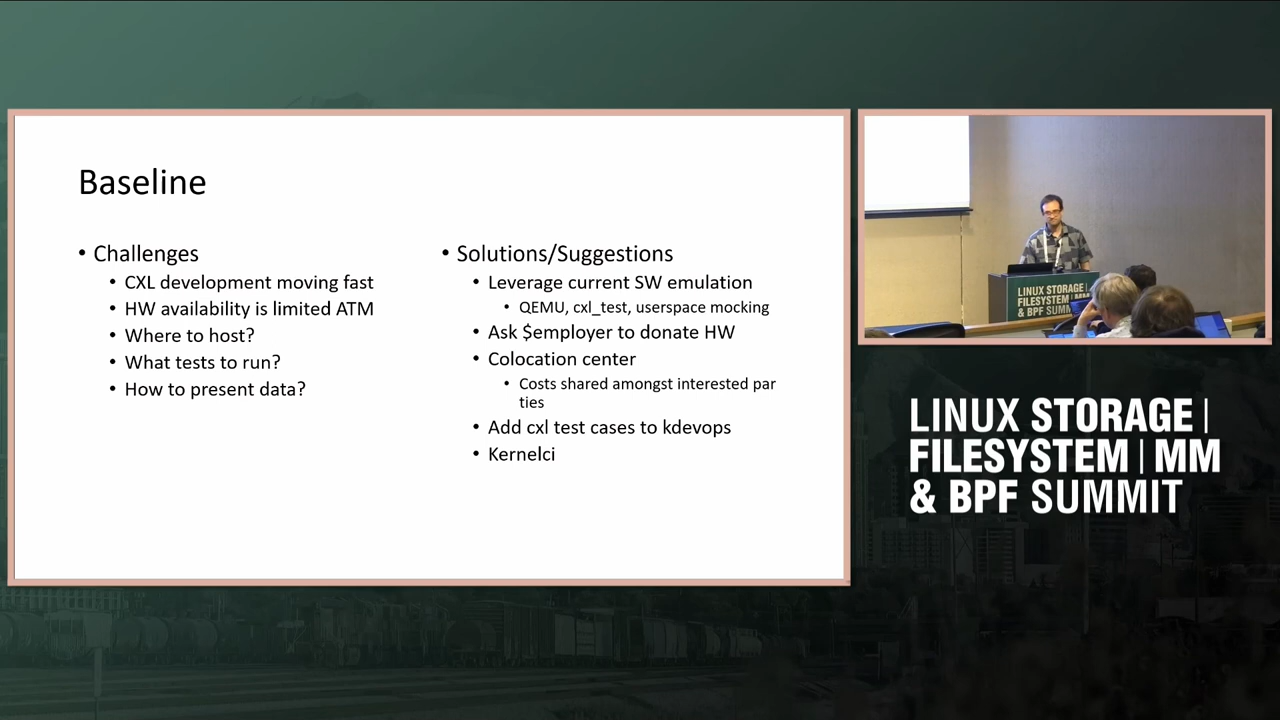 Baseline
• Challenges
• CXL development moving fast
• HW availability is limited ATM
• Where to host?
• What tests to run?
• How to present data?
• Solutions/Suggestions
• Leverage current SW emulation
• QEMU, cxl_test, userspace mocking
• Ask $employer to donate HW
• Colocation center
• Costs shared amongst interested par
ties
• Add cxl test cases to kdevops
• Kernelci
LINUX STORAGE |
FILESYSTEM | MM
& BPF SUMM
LINUX STORAGE |
FILESYSTEM | MM
& BPF SUMMIT